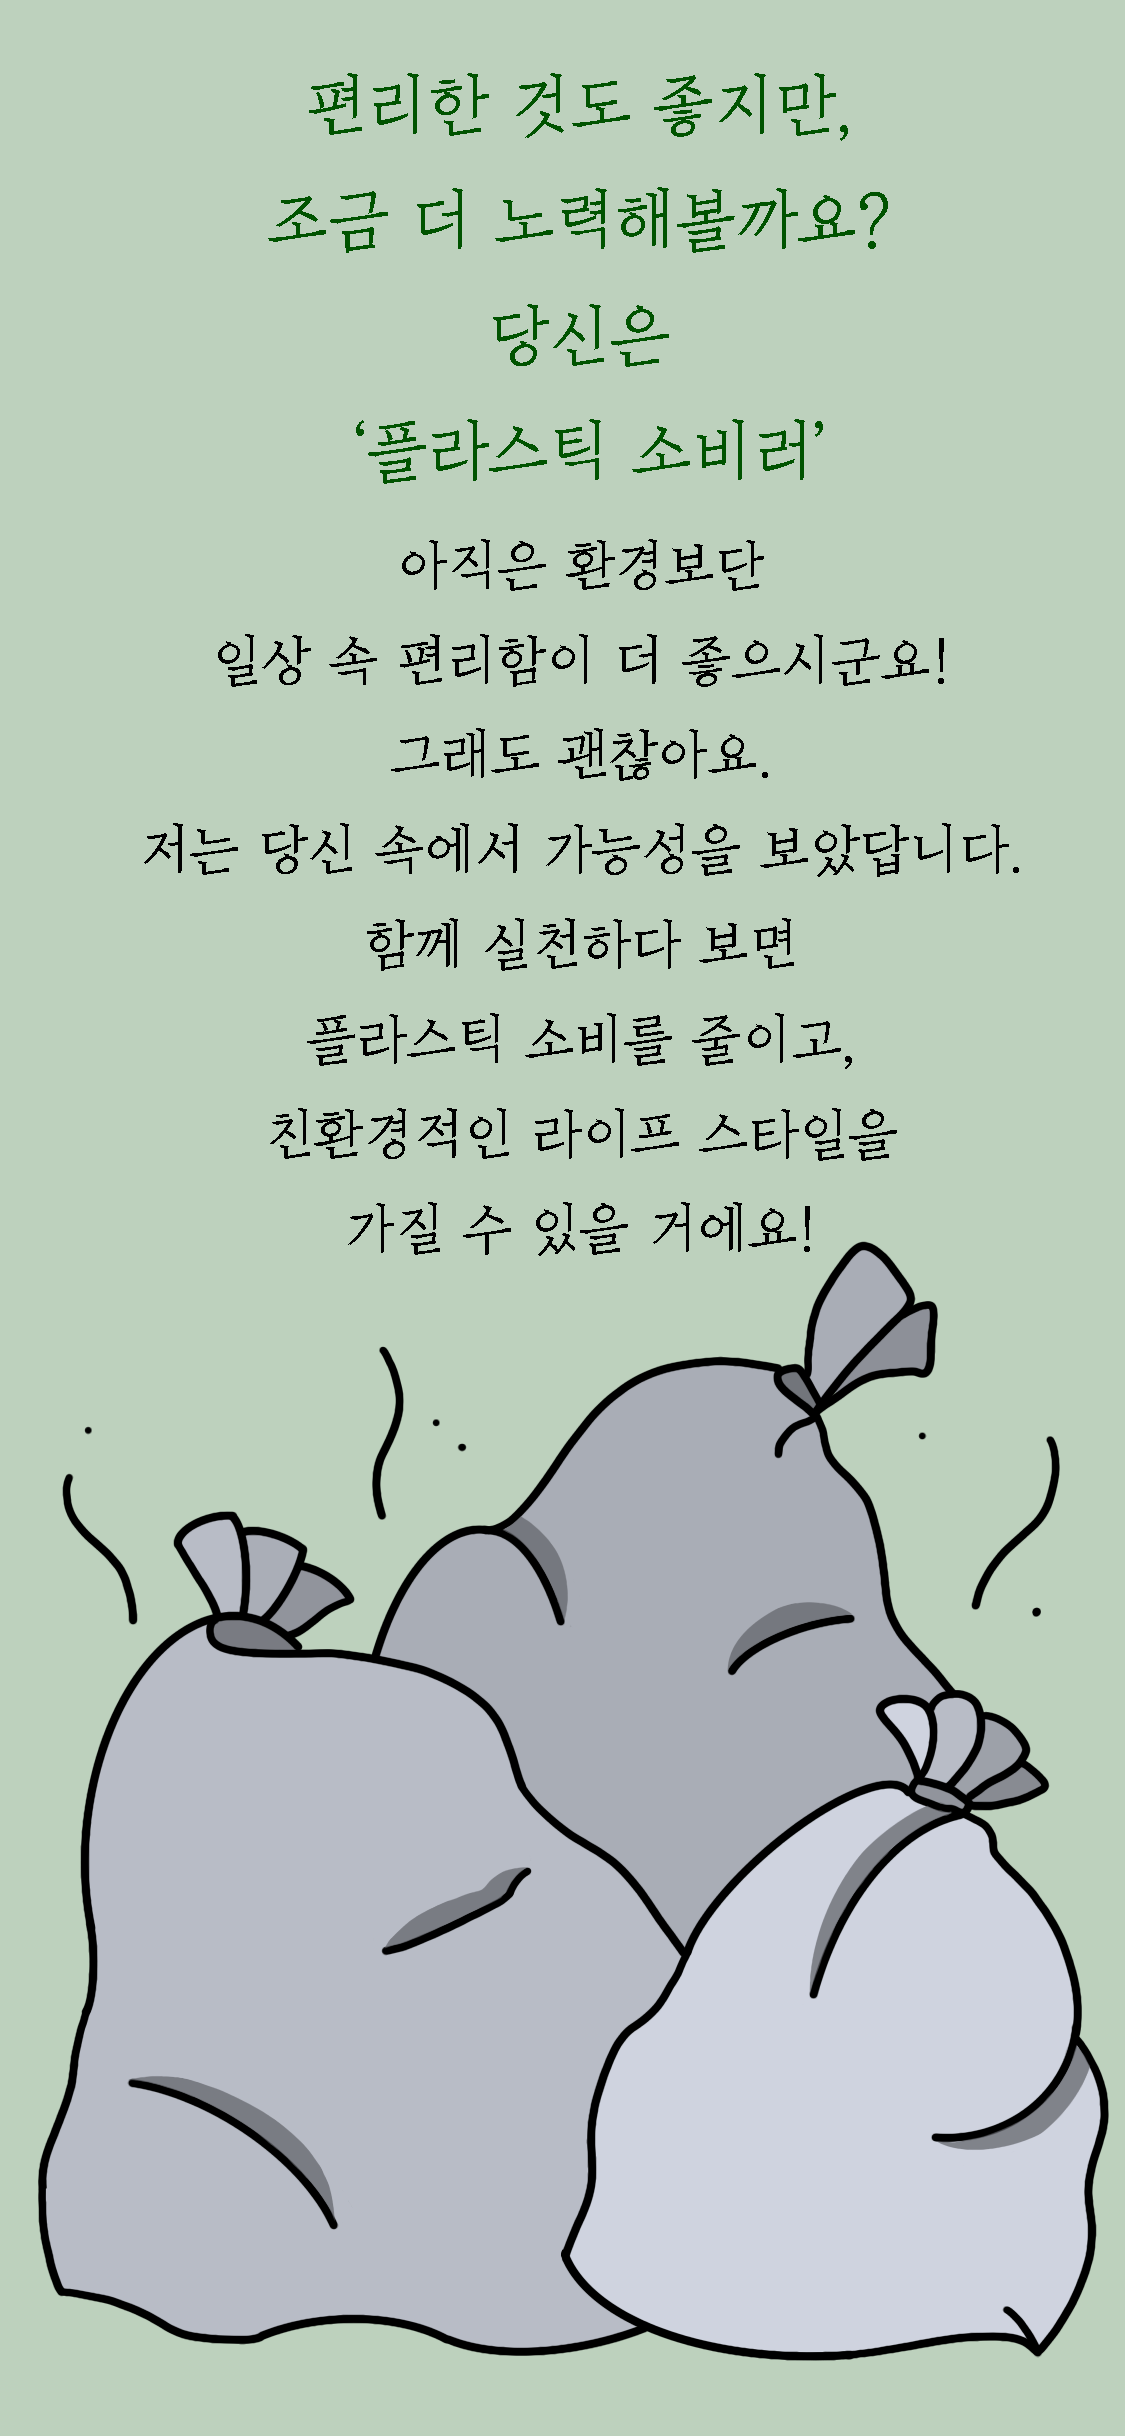 편리한 것도 좋지만,
조금 더 노력해볼까요?
당신은
‘플라스틱 소비러’
아직은 환경보단
일상 속 편리함이 더 좋으시군요!
그래도 괜찮아요.
저는 당신 속에서 가능성을 보았답니다.
함께 실천하다 보면
플라스틱 소비를 줄이고,
친환경적인 라이프 스타일을
가질 수 있을 거에요!